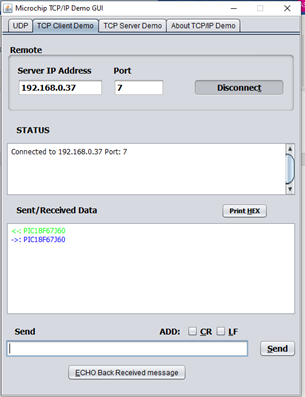 Microchip TCP/IP Demo GUI
UDP TCP Client Demo TCP Server Demo About TCP/IP Demo
Remote
Server IP Address Port
192.168.0.37 7 Disconnect
STATUS
Connected to 192.168.0.37 Port: 7
Sent/Received Data Print HEX
<-: PIC18F67J60
->: PIC18F67J60
Send ADD: CR LF
Send
ECHO Back Received message